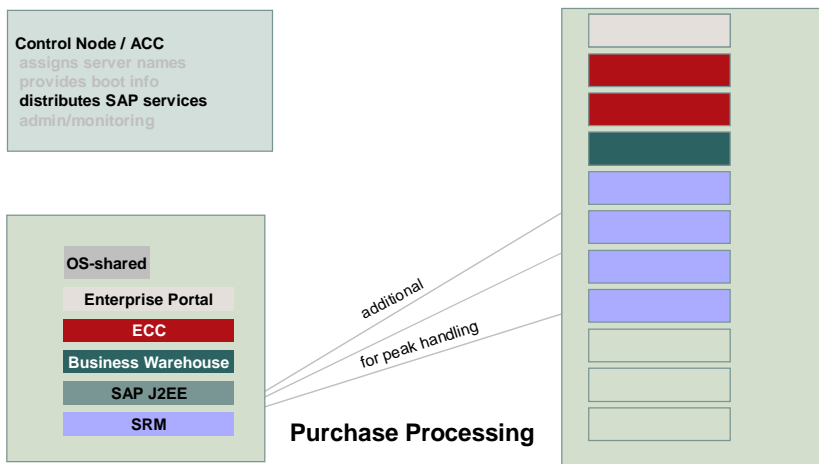 Control Node / ACC
assigns server names
provides boot info
distributes SAP services
admin/monitoring
OS-shared
Enterprise Portal
ECC
Business Warehouse
SAP J2EE
SRM
additional
for peak handling
Purchase Processing